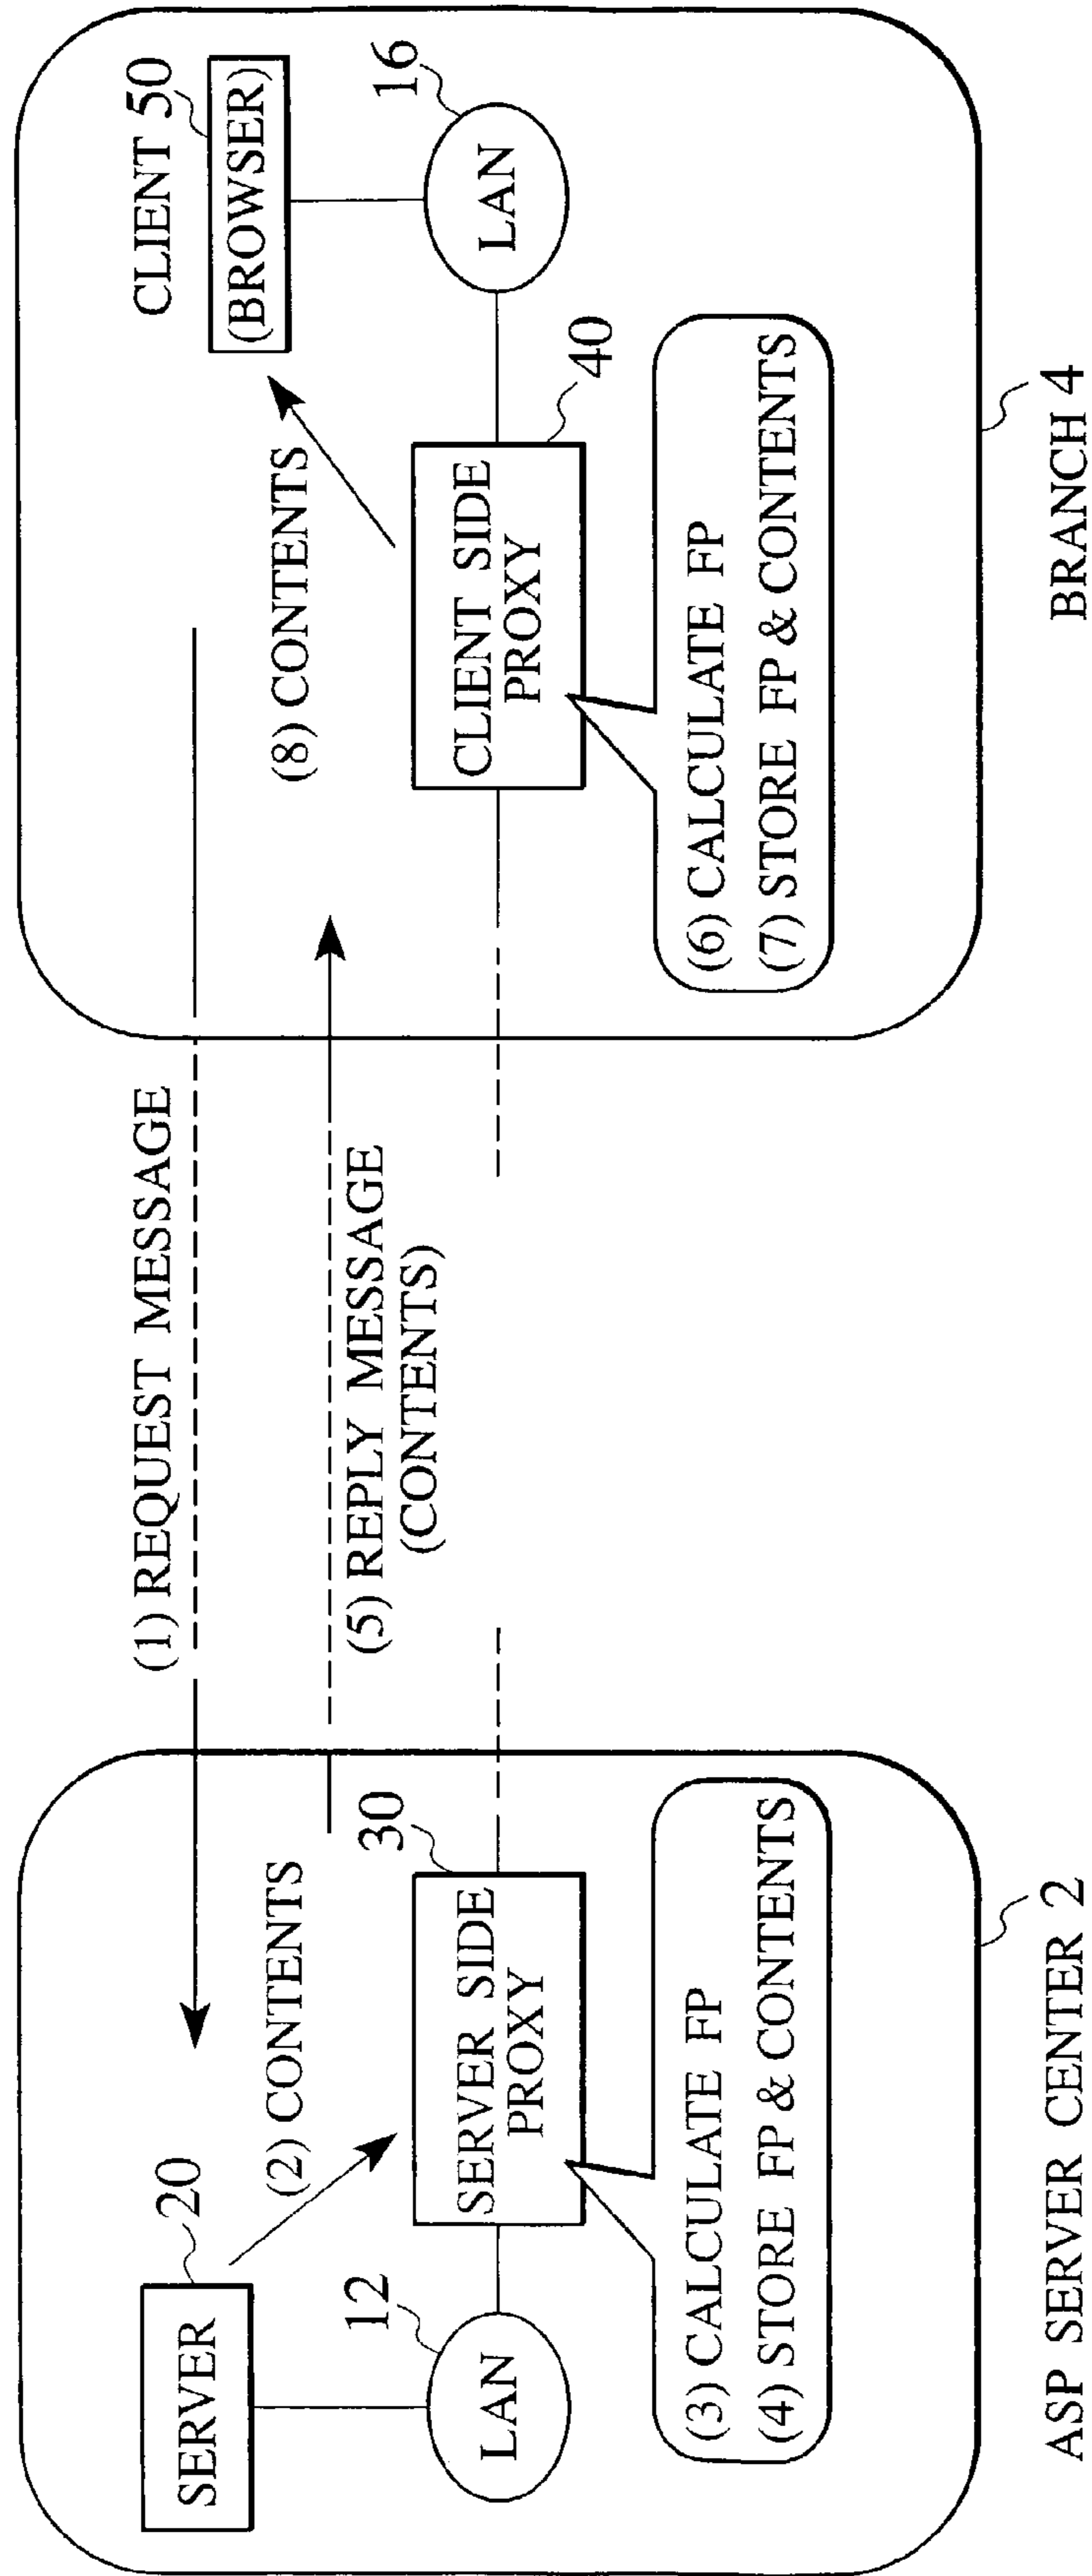 SERVER
20
(2) CONTENTS
12
LAN
SERVER SIDE
PROXY
30
(3) CALCULATE FP
(4) STORE FP & CONTENTS
ASP SERVER CENTER 2
(1) REQUEST MESSAGE
(5) REPLY MESSAGE
(CONTENTS)
CLIENT 50
(BROWSER)
16
LAN
(8) CONTENTS
CLIENT SIDE
PROXY
40
(6) CALCULATE FP
(7) STORE FP & CONTENTS
BRANCH 4